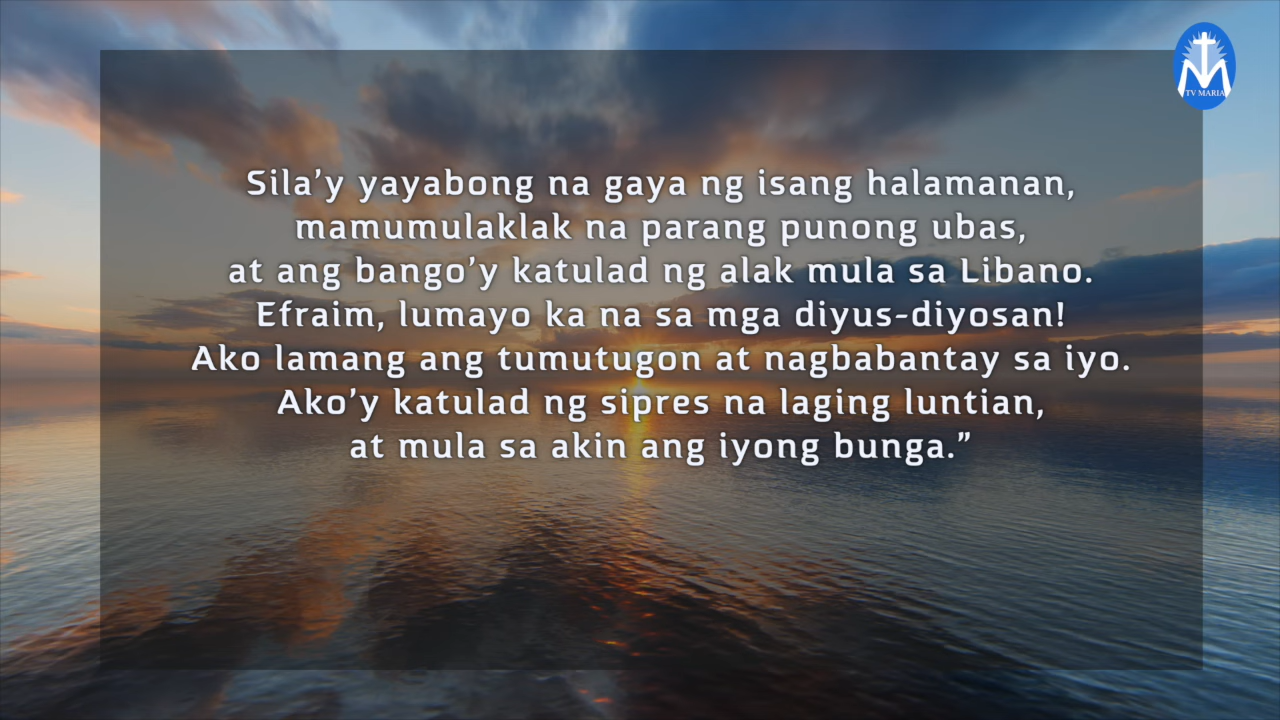 TV MARIA
Sila’y yayabong na gaya ng isang halamanan,
mamumulaklak na parang punong ubas,
at ang bango’y katulad ng alak mula sa Libano.
Efraim, lumayo ka na sa mga diyus-diyosan!
Ako lamang ang tumutugon at nagbabantay sa iyo.
Ako’y katulad ng sipres na laging luntian,
at mula sa akin ang iyong bunga.”